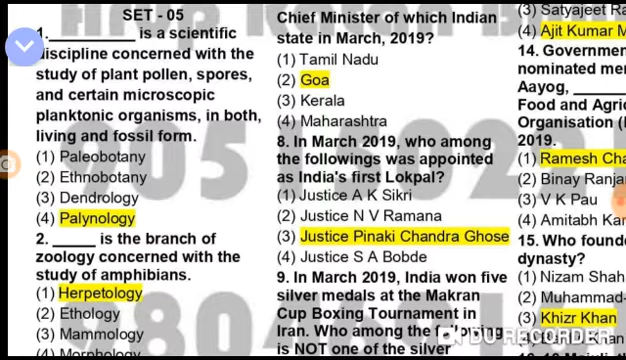 SET - 05
1.__________ is a scientific
discipline concerned with the
study of plant pollen, spores,
and certain microscopic
planktonic organisms, in both,
living and fossil form.
(1) Paleobotany
(2) Ethnobotany
(3) Dendrology
(4) Palynology
2. _____ is the branch of
zoology concerned with the
study of amphibians.
(1) Herpetology
(2) Ethology
(3) Mammology
(4) Morphology
Chief Minister of which Indian
state in March, 2019?
(1) Tamil Nadu
(2) Goa
(3) Kerala
(4) Maharashtra
8. In March 2019, who among
the followings was appointed
as India's first Lokpal?
(1) Justice A K Sikri
(2) Justice N V Ramana
(3) Justice Pinaki Chandra Ghose
(4) Justice S A Bobde
9. In March 2019, India won five
silver medals at the Makran
Cup Boxing Tournament in
Iran. Who among the following
is NOT one of the silver
(3) Satyajeet
(4) Ajit Kumar
14.
nominated
Aayog, ______
Food and
2019.
(1) Ramesh
(2) Binay
(3) V K Pau
(4) Amitabh
15. Who
dynasty?
(1) Nizam Shah
(2)
(3) Khizr Khan
(4) Khan
DU RECORDER